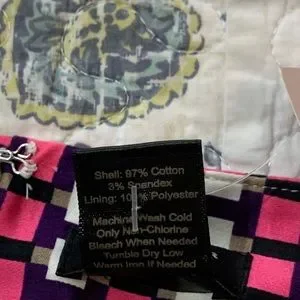 Shell: 97% Cotton
3% Spandex
Lining: 100% Polyester
Machine Wash Cold
Only Non-Chlorine
Bleach When Needed
Tumble Dry Low
Warm Iron if Needed